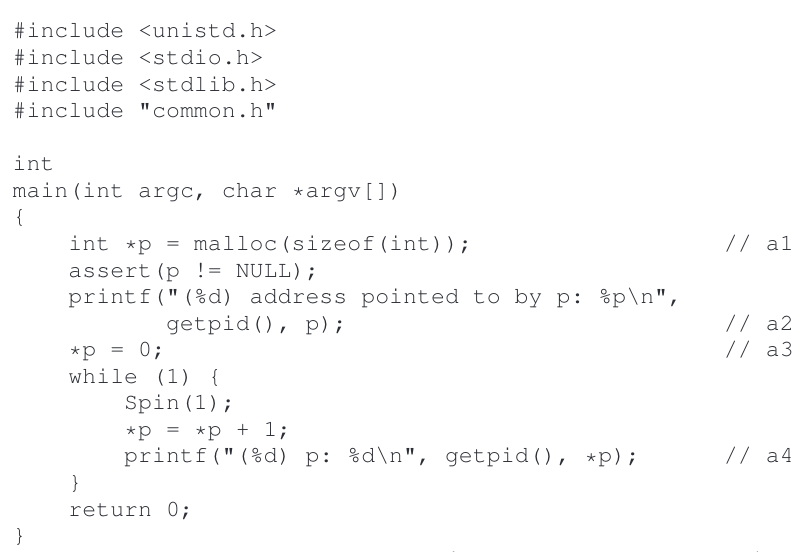 #include <unistd.h>
#include <stdio.h>
#include <stdlib.h>
#include "common.h"

int
main(int argc, char *argv[])
{
    int *p = malloc(sizeof(int));                  // a1
    assert(p != NULL);
    printf("(%d) address pointed to by p: %p\n",
           getpid(), p);                           // a2
    *p = 0;                                        // a3
    while (1) {
        Spin(1);
        *p = *p + 1;
        printf("(%d) p: %d\n", getpid(), *p);      // a4
    }
    return 0;
}